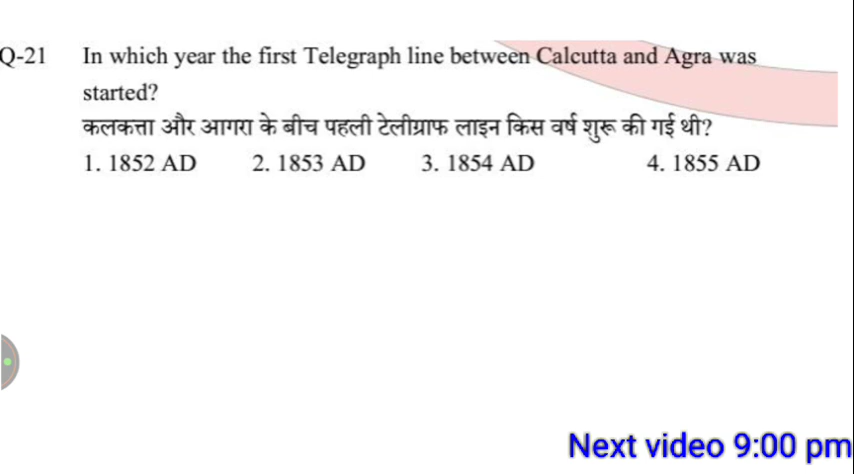 Q-21 In which year the first Telegraph line between Calcutta and Agra was
started?
कलकत्ता और आगरा के बीच पहली टेलीग्राफ लाइन किस वर्ष शुरू की गई थी?
1. 1852 AD 2. 1853 AD 3. 1854 AD 4. 1855 AD
Next video 9:00 pm